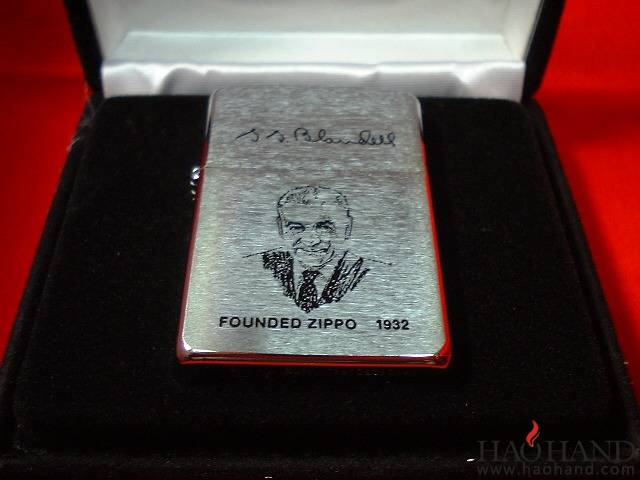 G G. Blaisdell
FOUNDED ZIPPO 1932
HAOHAND
www.haohand.com